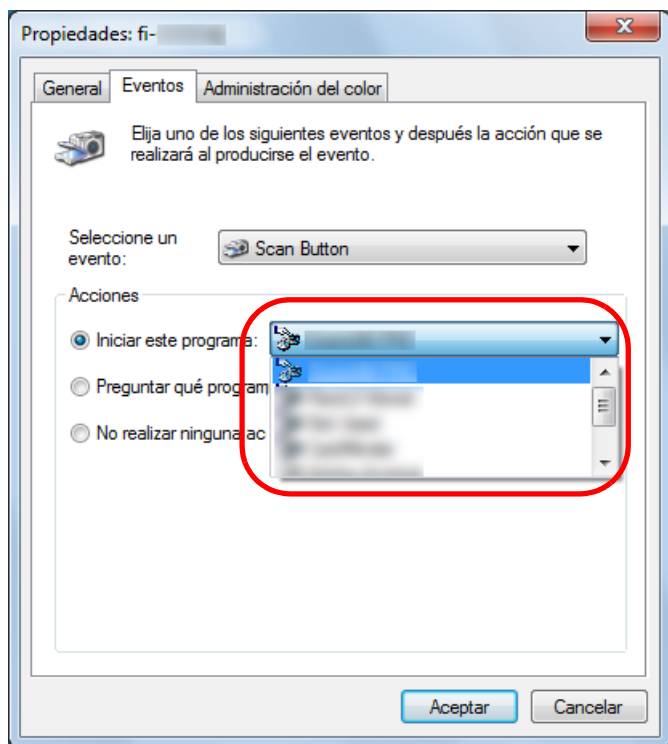 Propiedades: fi-
General Eventos Administración del color
Elija uno de los siguientes eventos y después la acción que se
realizará al producirse el evento.
Seleccione un
evento:
Scan Button
Acciones
Iniciar este programa:
Preguntar qué program
No realizar ninguna ac
Aceptar Cancelar